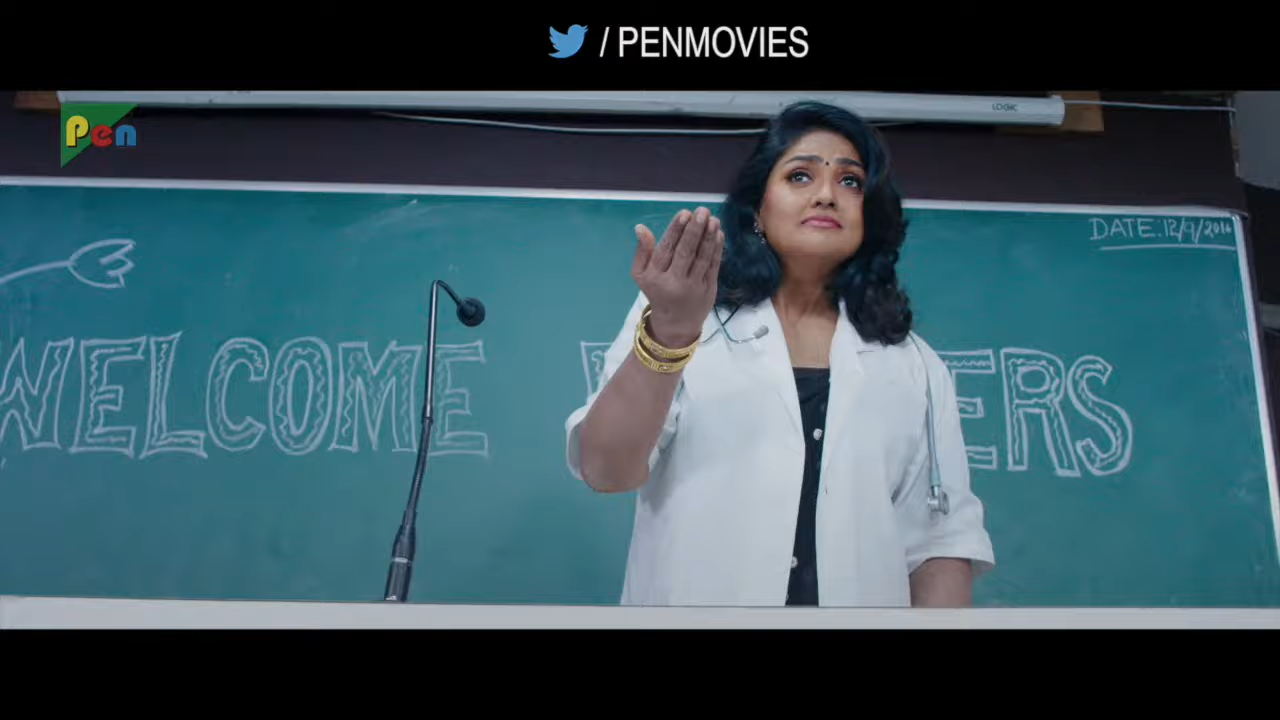 / PENMOVIES
LOGIC
Pen
DATE: 12/9/2016
WELCOME ERS